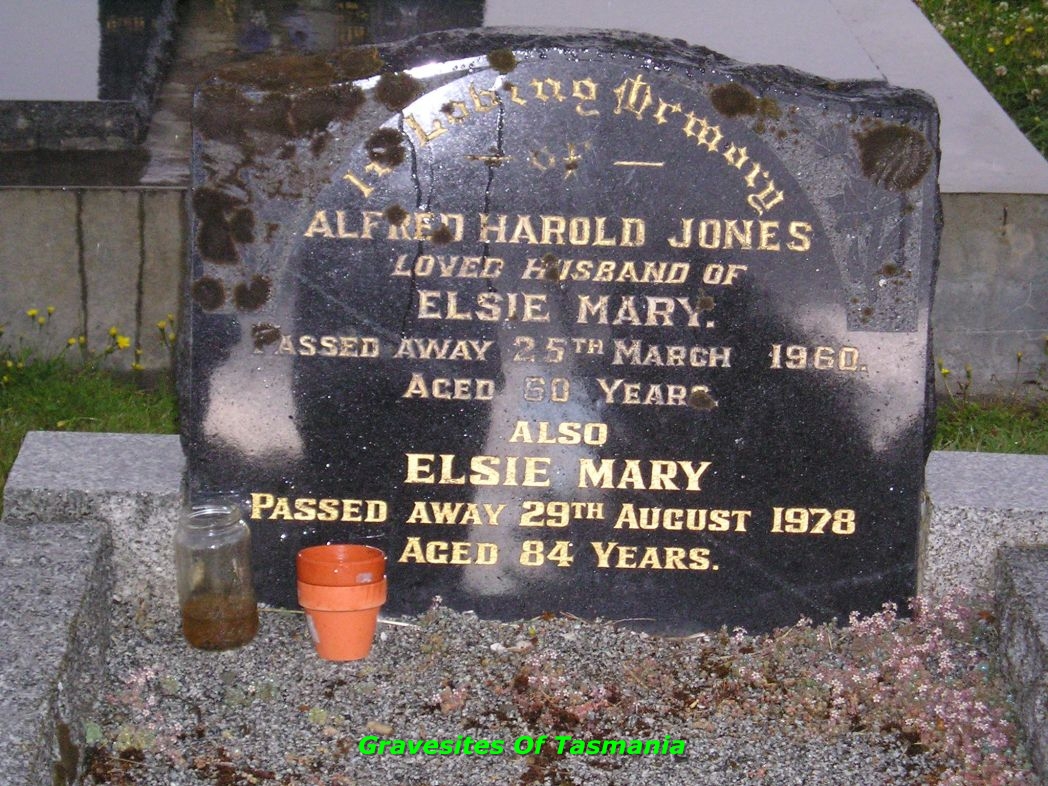 In Loving Memory
OF
ALFRED HAROLD JONES
LOVED HUSBAND OF
ELSIE MARY.
PASSED AWAY 25TH MARCH 1960.
AGED 60 YEARS.
ALSO
ELSIE MARY
PASSED AWAY 29TH AUGUST 1978
AGED 84 YEARS.
Gravesites Of Tasmania